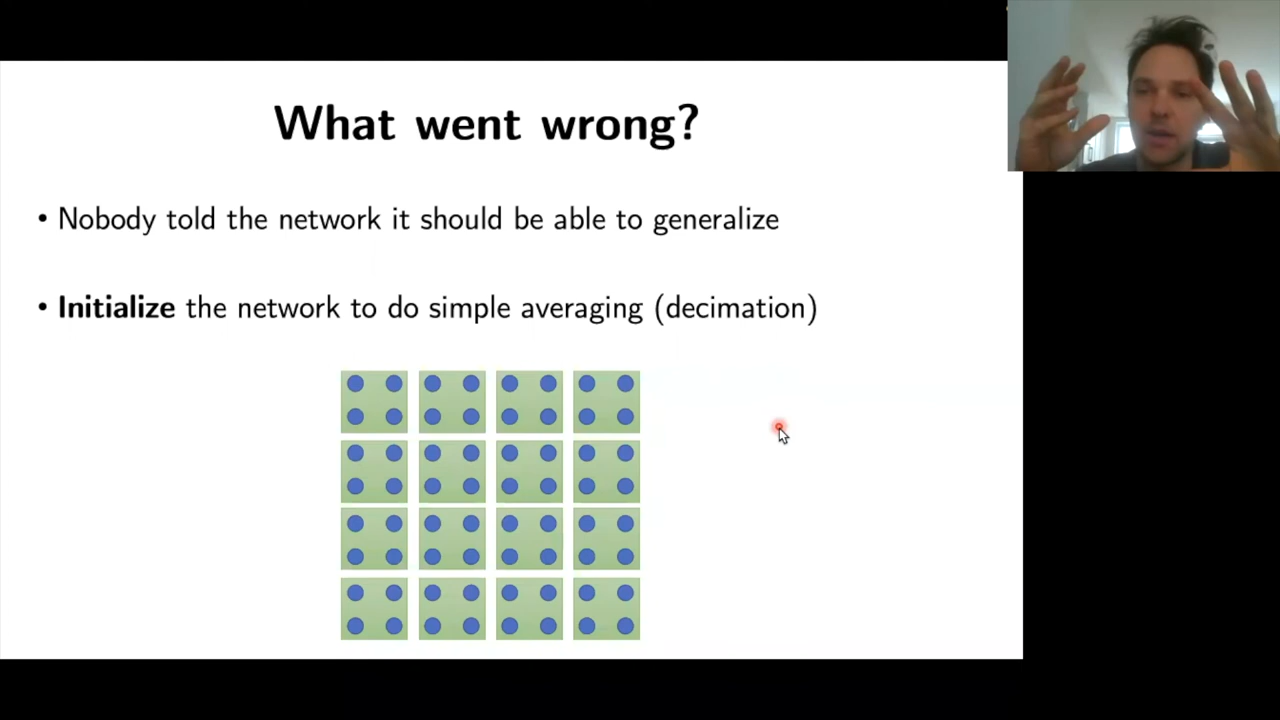 What went wrong?
• Nobody told the network it should be able to generalize
• Initialize the network to do simple averaging (decimation)